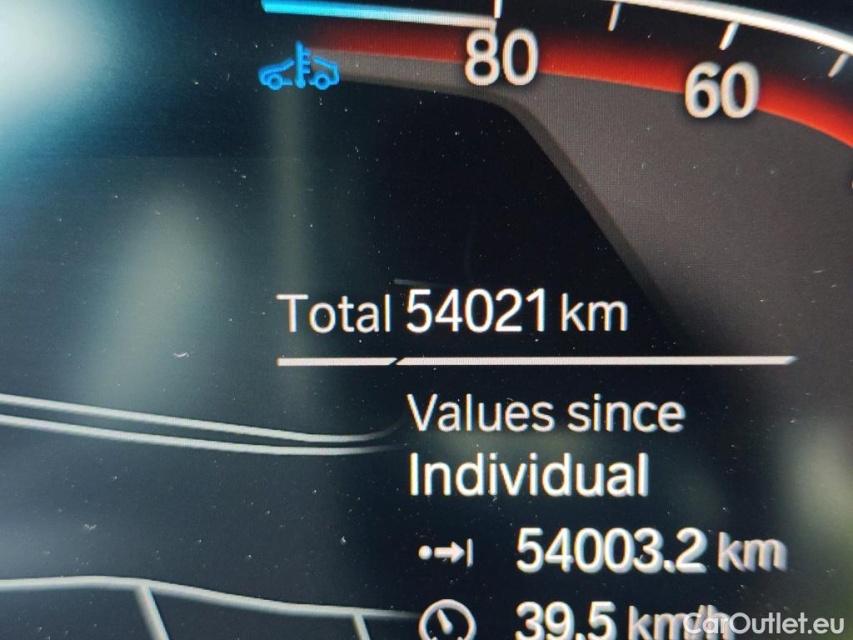 80
60
Total 54021 km
Values since
Individual
54003.2 km
39.5 km/h
CarOutlet.eu